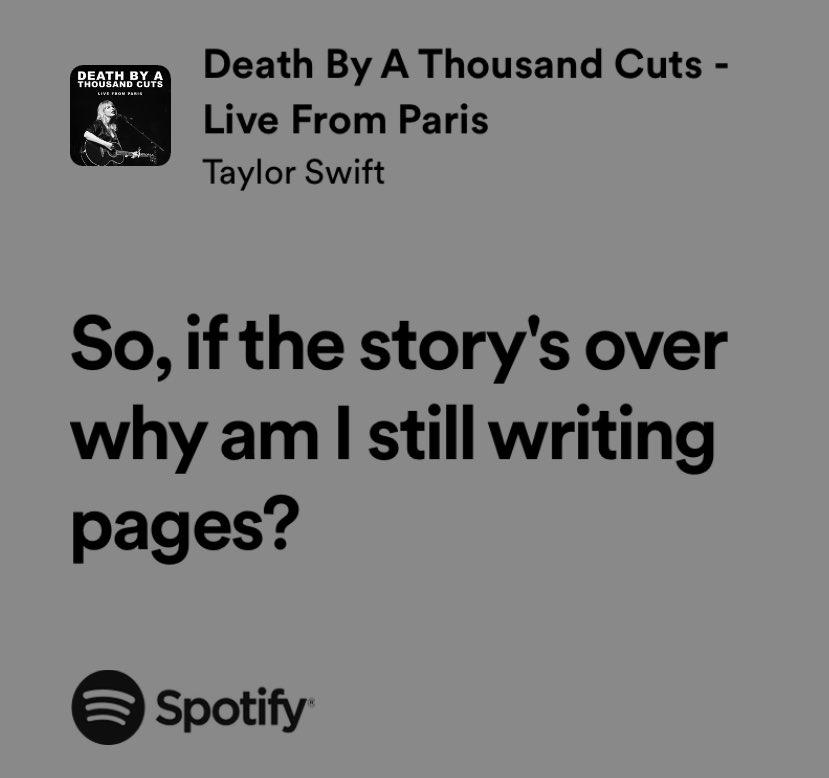 DEATH BY A
THOUSAND CUTS
LIVE FROM PARIS
Death By A Thousand Cuts -
Live From Paris
Taylor Swift
So, if the story's over
why am I still writing
pages?
Spotify®